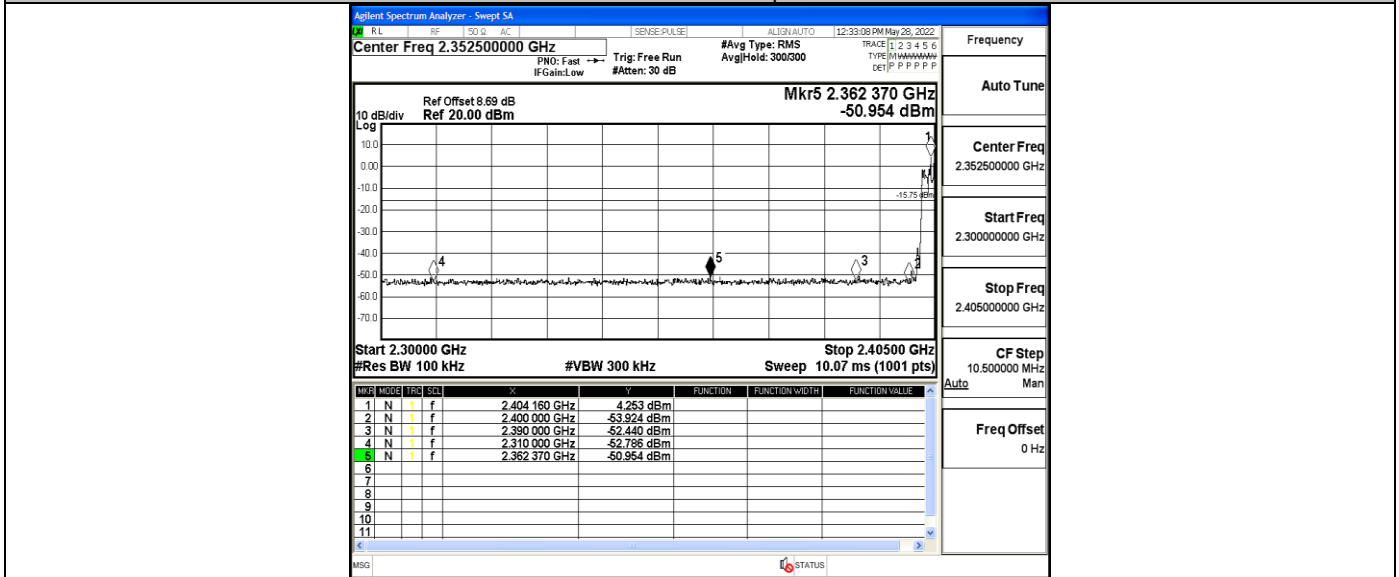 Agilent Spectrum Analyzer - Swept SA
RL RF 50 Ω AC SENSE:PULSE ALIGN AUTO 12:33:08 PM May 28, 2022
Center Freq 2.352500000 GHz
PNO: Fast
IFGain:Low
Trig: Free Run
#Atten: 30 dB
#Avg Type: RMS
Avg|Hold: 300/300
TRACE 1 2 3 4 5 6
TYPE M WWWWW
DET P P P P P P
Frequency
Auto Tune
Center Freq
2.352500000 GHz
Start Freq
2.300000000 GHz
Stop Freq
2.405000000 GHz
CF Step
10.500000 MHz
Auto Man
Freq Offset
0 Hz
Mkr5 2.362 370 GHz
-50.954 dBm
Ref Offset 8.69 dB
10 dB/div Ref 20.00 dBm
Log
10.0
0.00
-10.0
-20.0
-30.0
-40.0
-50.0
-60.0
-70.0
1
-15.75 dBm
4
5
3
2
Start 2.30000 GHz Stop 2.40500 GHz
#Res BW 100 kHz #VBW 300 kHz Sweep 10.07 ms (1001 pts)
MKR MODE TRC SCL X Y FUNCTION FUNCTION WIDTH FUNCTION VALUE
1 N 1 f 2.404 160 GHz 4.253 dBm
2 N 1 f 2.400 000 GHz -53.924 dBm
3 N 1 f 2.390 000 GHz -52.440 dBm
4 N 1 f 2.310 000 GHz -52.786 dBm
5 N 1 f 2.362 370 GHz -50.954 dBm
6
7
8
9
10
11
MSG STATUS